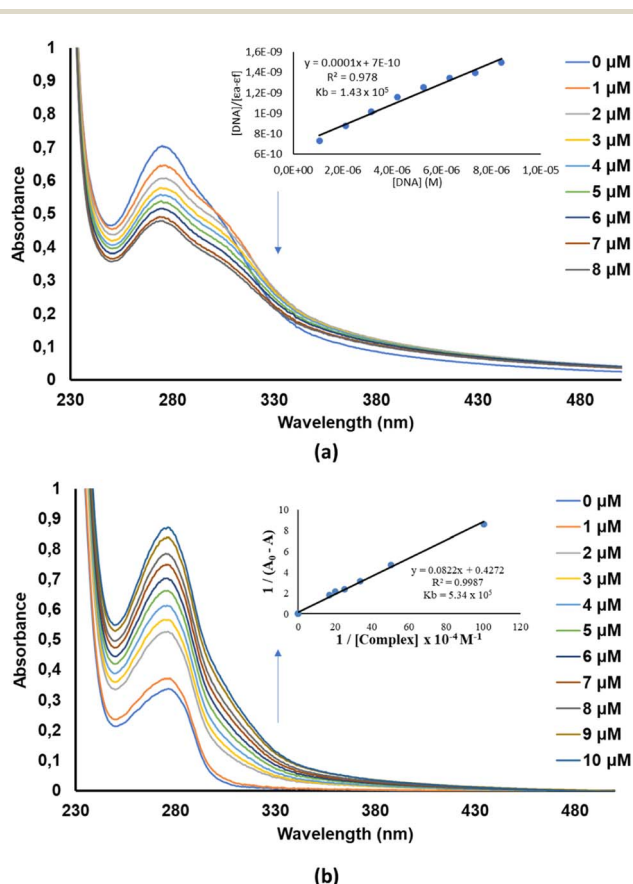 1
0,9
0,8
0,7
0,6
0,5
0,4
0,3
0,2
0,1
0
Absorbance
230 280 330 380 430 480
Wavelength (nm)
(a)
1,6E-09
1,4E-09
1,2E-09
1E-09
8E-10
6E-10
[DNA]/[εa-εf]
y = 0.0001x + 7E-10
R² = 0.978
Kb = 1.43 x 10⁵
0,0E+00 2,0E-06 4,0E-06 6,0E-06 8,0E-06 1,0E-05
[DNA] (M)
0 µM
1 µM
2 µM
3 µM
4 µM
5 µM
6 µM
7 µM
8 µM
1
0,9
0,8
0,7
0,6
0,5
0,4
0,3
0,2
0,1
0
Absorbance
230 280 330 380 430 480
Wavelength (nm)
(b)
10
8
6
4
2
0
1 / (A₀ - A)
y = 0.0822x + 0.4272
R² = 0.9987
Kb = 5.34 x 10⁵
0 20 40 60 80 100 120
1 / [Complex] x 10⁻⁴ M⁻¹
0 µM
1 µM
2 µM
3 µM
4 µM
5 µM
6 µM
7 µM
8 µM
9 µM
10 µM